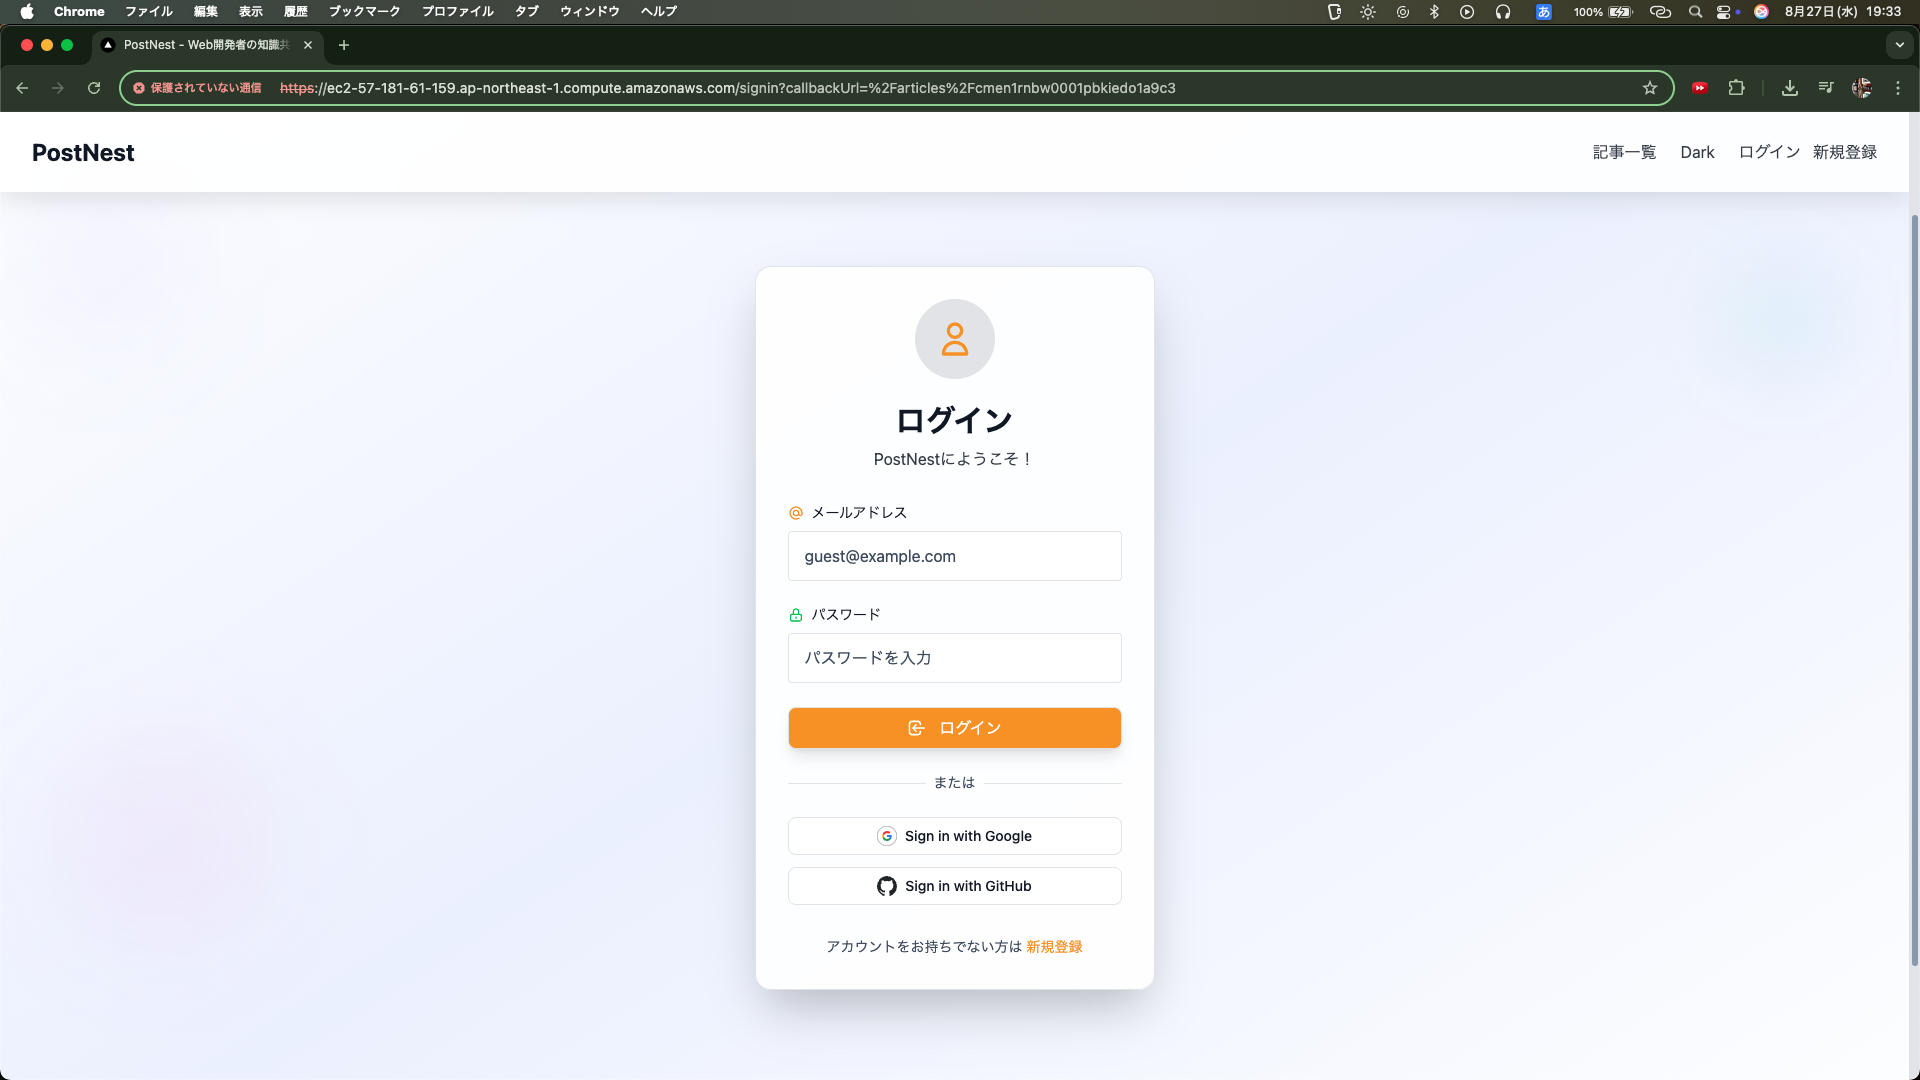 Chrome ファイル 編集 表示 履歴 ブックマーク プロファイル タブ ウィンドウ ヘルプ あ 100% 8月27日(水) 19:33
PostNest - Web開発者の知識共
保護されていない通信 https://ec2-57-181-61-159.ap-northeast-1.compute.amazonaws.com/signin?callbackUrl=%2Farticles%2Fcmen1rnbw0001pbkiedo1a9c3
PostNest 記事一覧 Dark ログイン 新規登録
ログイン
PostNestにようこそ！
メールアドレス
guest@example.com
パスワード
パスワードを入力
ログイン
または
Sign in with Google
Sign in with GitHub
アカウントをお持ちでない方は 新規登録